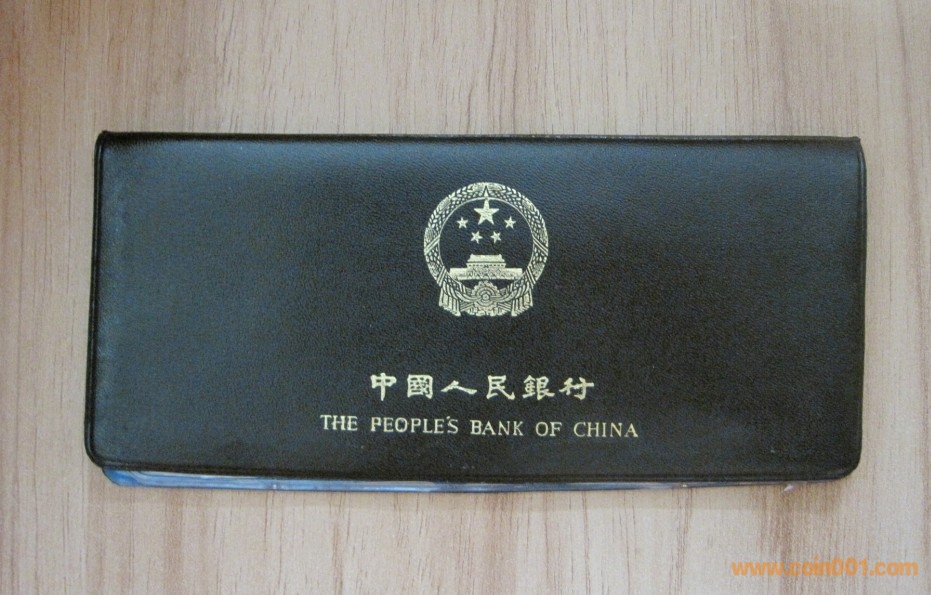 中國人民銀行
THE PEOPLE'S BANK OF CHINA
www.coin001.com